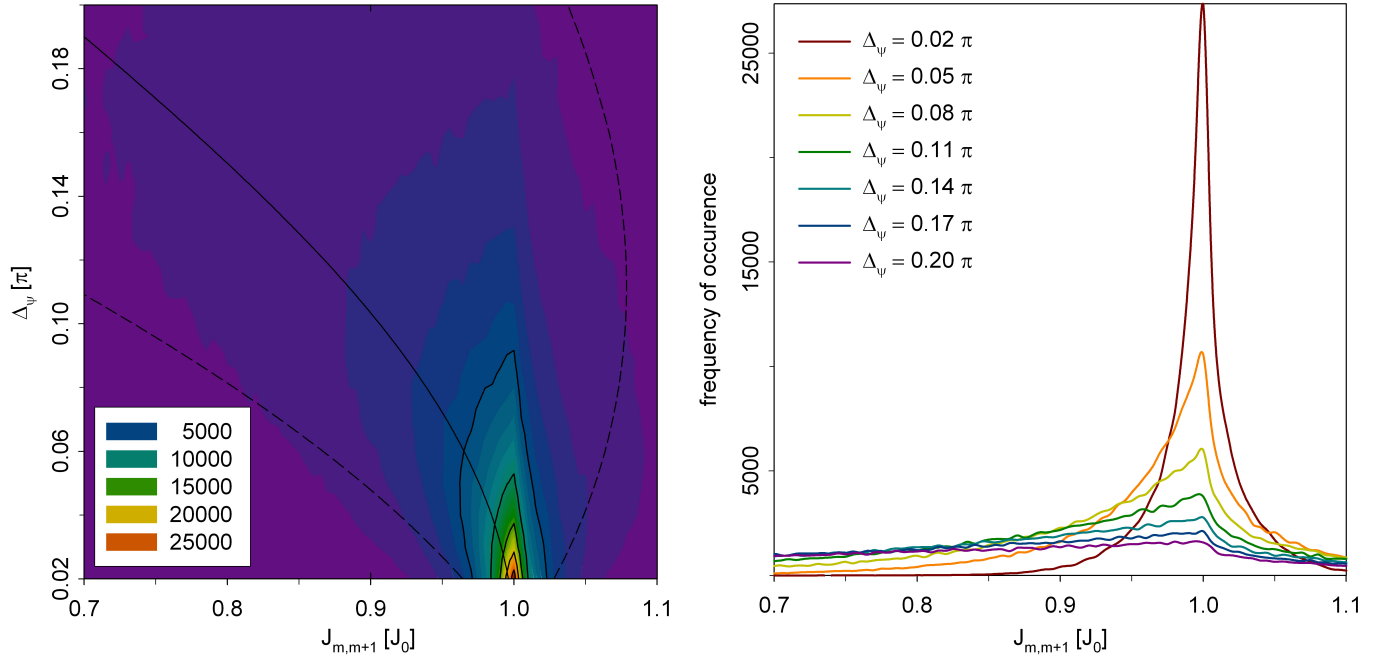 0.18
0.14
0.10
0.06
0.02
Δψ [π]
5000
10000
15000
20000
25000
0.7
0.9
1.0
1.1
Jm,m+1 [J0]
25000
15000
5000
frequency of occurence
Δψ = 0.02 π
Δψ = 0.05 π
Δψ = 0.08 π
Δψ = 0.11 π
Δψ = 0.14 π
Δψ = 0.17 π
Δψ = 0.20 π
0.7
0.8
0.9
1.0
1.1
Jm,m+1 [J0]